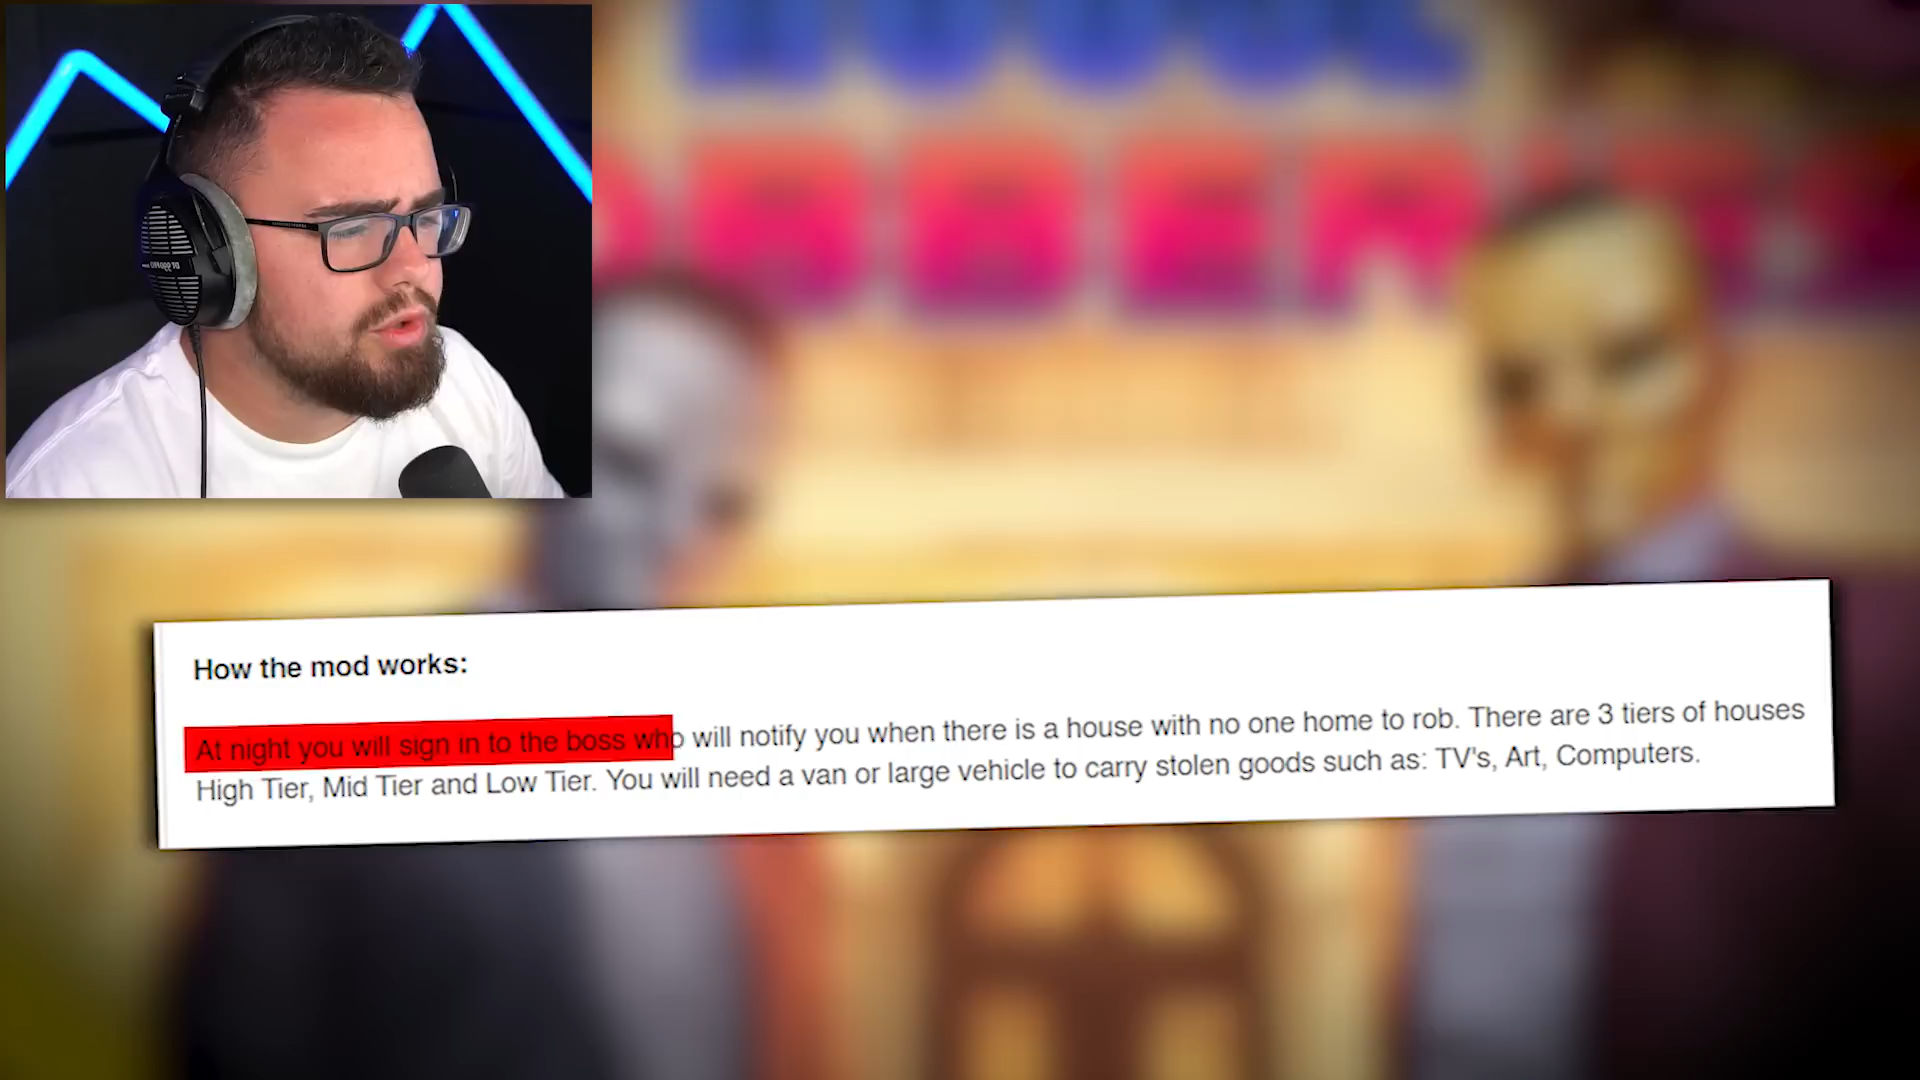 How the mod works:
At night you will sign in to the boss who will notify you when there is a house with no one home to rob. There are 3 tiers of houses
High Tier, Mid Tier and Low Tier. You will need a van or large vehicle to carry stolen goods such as: TV's, Art, Computers.